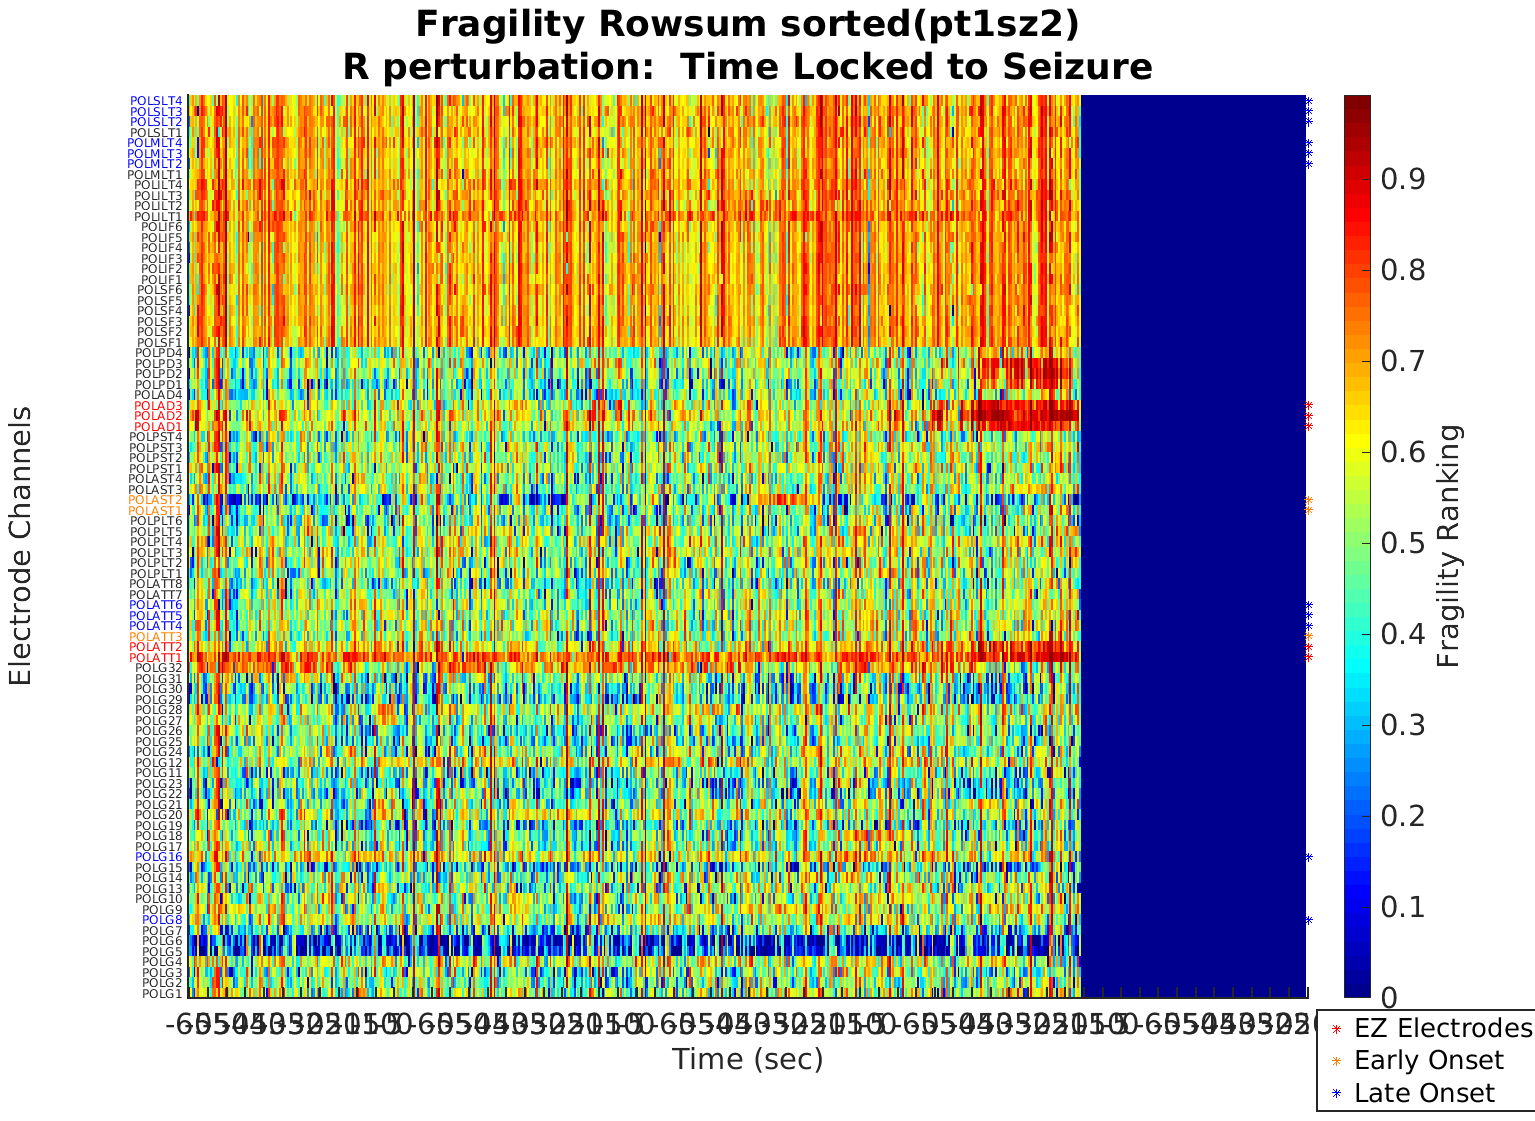 Fragility Rowsum sorted(pt1sz2)
R perturbation: Time Locked to Seizure
Electrode Channels
POLSLT4
POLSLT3
POLSLT2
POLSLT1
POLMLT4
POLMLT3
POLMLT2
POLMLT1
POLILT4
POLILT3
POLILT2
POLILT1
POLIF6
POLIF5
POLIF4
POLIF3
POLIF2
POLIF1
POLSF6
POLSF5
POLSF4
POLSF3
POLSF2
POLSF1
POLPD4
POLPD3
POLPD2
POLPD1
POLAD4
POLAD3
POLAD2
POLAD1
POLPST4
POLPST3
POLPST2
POLPST1
POLAST4
POLAST3
POLAST2
POLAST1
POLPLT6
POLPLT5
POLPLT4
POLPLT3
POLPLT2
POLPLT1
POLATT8
POLATT7
POLATT6
POLATT5
POLATT4
POLATT3
POLATT2
POLATT1
POLG32
POLG31
POLG30
POLG29
POLG28
POLG27
POLG26
POLG25
POLG24
POLG12
POLG11
POLG23
POLG22
POLG21
POLG20
POLG19
POLG18
POLG17
POLG16
POLG15
POLG14
POLG13
POLG10
POLG9
POLG8
POLG7
POLG6
POLG5
POLG4
POLG3
POLG2
POLG1
Time (sec)
0.9
0.8
0.7
0.6
0.5
0.4
0.3
0.2
0.1
0
Fragility Ranking
EZ Electrodes
Early Onset
Late Onset